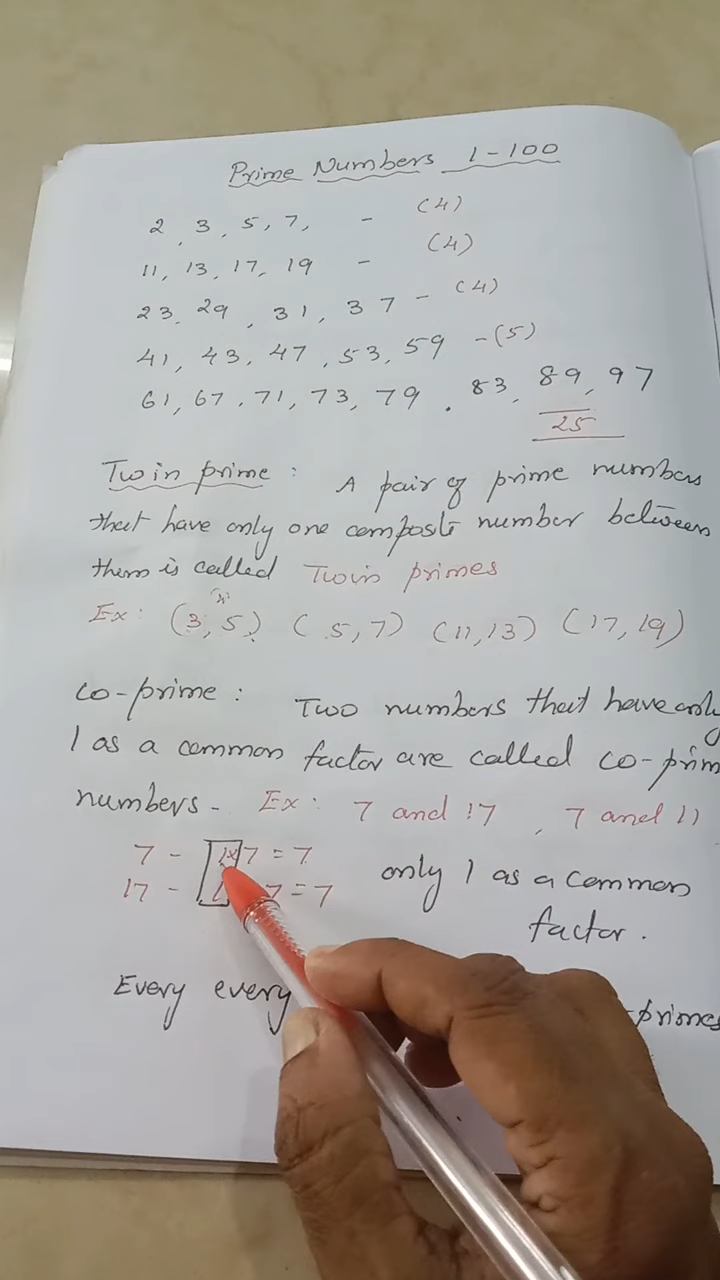 Prime Numbers 1-100
2, 3, 5, 7, - (4)
11, 13, 17, 19 - (4)
23, 29, 31, 37 - (4)
41, 43, 47, 53, 59 - (5)
61, 67, 71, 73, 79, 83, 89, 97
25
Twin prime: A pair of prime numbers
that have only one composite number between
them is called Twin primes
Ex: (3, 5) (5, 7) (11, 13) (17, 19)
Co-prime: Two numbers that have only
1 as a common factor are called co-prim
numbers- Ex: 7 and 17, 7 and 11
7 - 1x7 = 7
17 - 7 = 7
only 1 as a common
factor.
Every every -primes